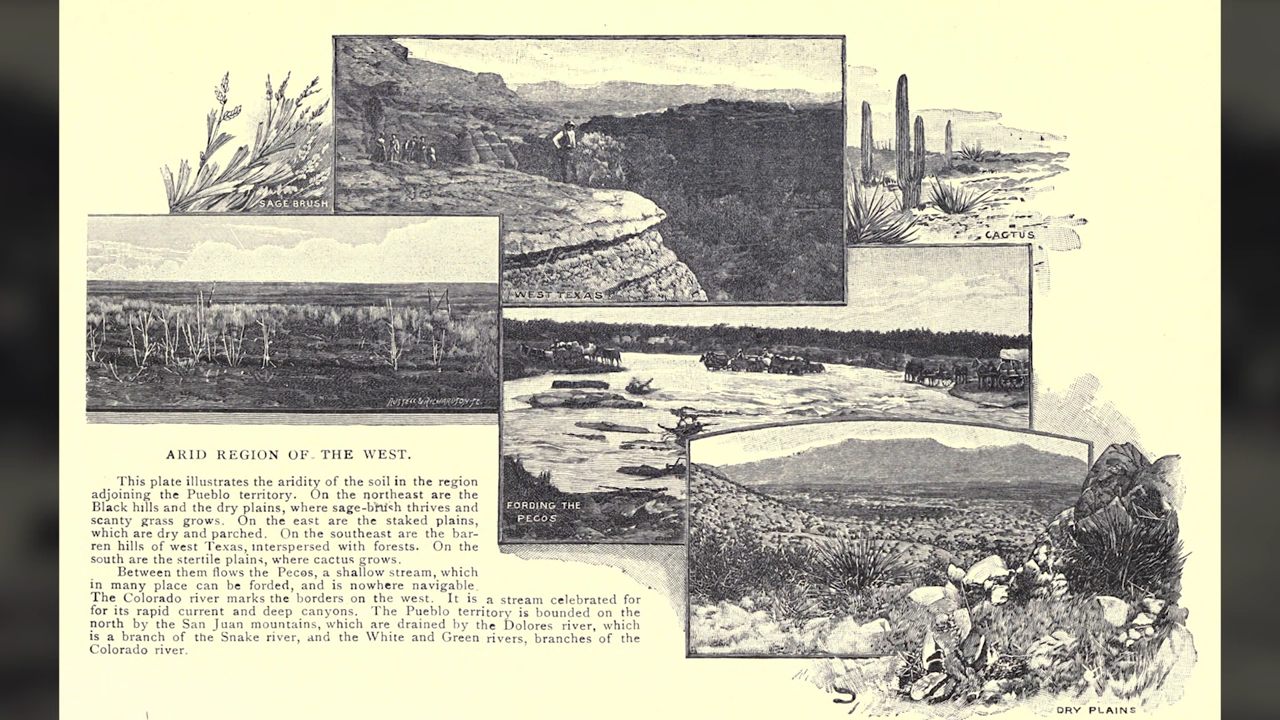 SAGE BRUSH
WEST TEXAS
CACTUS
RUSSELL & RICHARDSON-SC.
FORDING THE
PECOS
DRY PLAINS
ARID REGION OF THE WEST.
This plate illustrates the aridity of the soil in the region
adjoining the Pueblo territory. On the northeast are the
Black hills and the dry plains, where sage-brush thrives and
scanty grass grows. On the east are the staked plains,
which are dry and parched. On the southeast are the bar-
ren hills of west Texas, interspersed with forests. On the
south are the stertile plains, where cactus grows.
Between them flows the Pecos, a shallow stream, which
in many place can be forded, and is nowhere navigable.
The Colorado river marks the borders on the west. It is a stream celebrated for
for its rapid current and deep canyons. The Pueblo territory is bounded on the
north by the San Juan mountains, which are drained by the Dolores river, which
is a branch of the Snake river, and the White and Green rivers, branches of the
Colorado river.